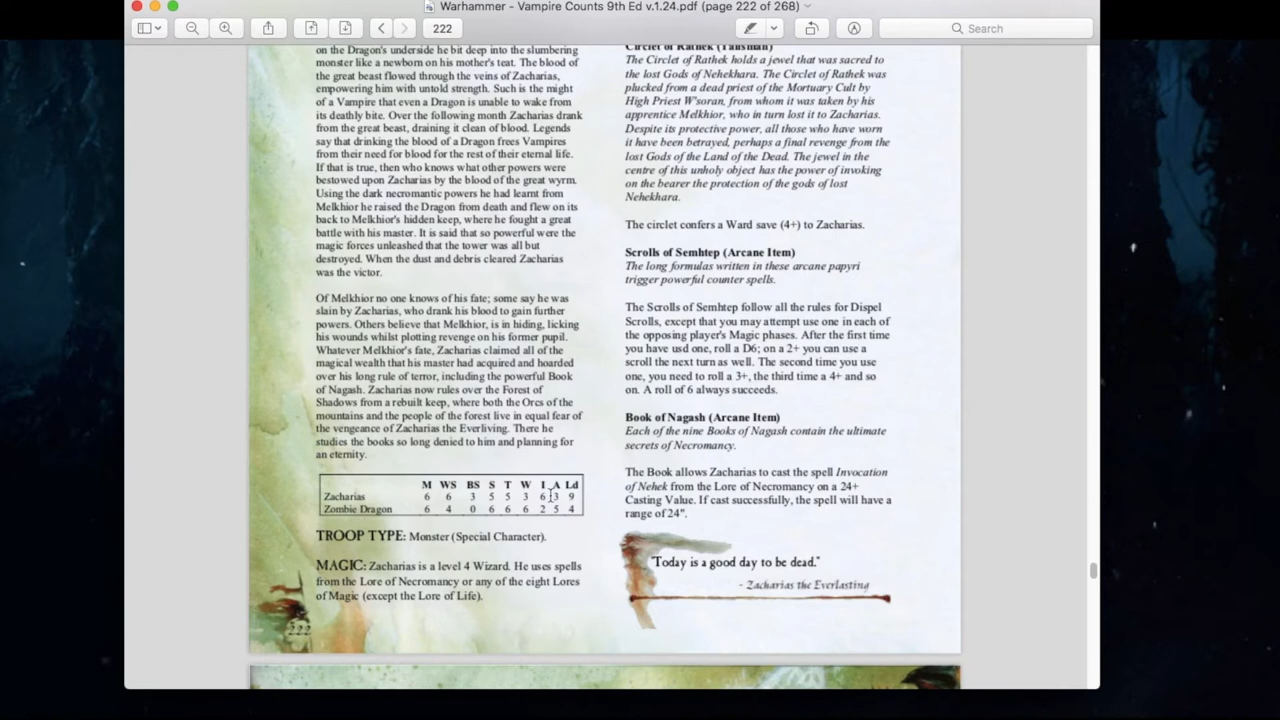 Warhammer - Vampire Counts 9th Ed v.1.24.pdf (page 222 of 268)
222
Search
on the Dragon's underside he bit deep into the slumbering
monster like a newborn on his mother's teat. The blood of
the great beast flowed through the veins of Zacharias,
empowering him with untold strength. Such is the might
of a Vampire that even a Dragon is unable to wake from
its deathly bite. Over the following month Zacharias drank
from the great beast, draining it clean of blood. Legends
say that drinking the blood of a Dragon frees Vampires
from their need for blood for the rest of their eternal life.
If that is true, then who knows what other powers were
bestowed upon Zacharias by the blood of the great wyrm.
Using the dark necromantic powers he had learnt from
Melkhior he raised the Dragon from death and flew on its
back to Melkhior's hidden keep, where he fought a great
battle with his master. It is said that so powerful were the
magic forces unleashed that the tower was all but
destroyed. When the dust and debris cleared Zacharias
was the victor.
Of Melkhior no one knows of his fate; some say he was
slain by Zacharias, who drank his blood to gain further
powers. Others believe that Melkhior, is in hiding, licking
his wounds whilst plotting revenge on his former pupil.
Whatever Melkhior's fate, Zacharias claimed all of the
magical wealth that his master had acquired and hoarded
over his long rule of terror, including the powerful Book
of Nagash. Zacharias now rules over the Forest of
Shadows from a rebuilt keep, where both the Orcs of the
mountains and the people of the forest live in equal fear of
the vengeance of Zacharias the Everliving. There he
studies the books so long denied to him and planning for
an eternity.
M WS BS S T W I A Ld
Zacharias 6 6 3 5 5 3 6 3 9
Zombie Dragon 6 4 0 6 6 6 2 5 4
TROOP TYPE: Monster (Special Character).
MAGIC: Zacharias is a level 4 Wizard. He uses spells
from the Lore of Necromancy or any of the eight Lores
of Magic (except the Lore of Life).
222
Circlet of Rathek (Talisman)
The Circlet of Rathek holds a jewel that was sacred to
the lost Gods of Nehekhara. The Circlet of Rathek was
plucked from a dead priest of the Mortuary Cult by
High Priest W'soran, from whom it was taken by his
apprentice Melkhior, who in turn lost it to Zacharias.
Despite its protective power, all those who have worn
it have been betrayed, perhaps a final revenge from the
lost Gods of the Land of the Dead. The jewel in the
centre of this unholy object has the power of invoking
on the bearer the protection of the gods of lost
Nehekhara.
The circlet confers a Ward save (4+) to Zacharias.
Scrolls of Semhtep (Arcane Item)
The long formulas written in these arcane papyri
trigger powerful counter spells.
The Scrolls of Semhtep follow all the rules for Dispel
Scrolls, except that you may attempt use one in each of
the opposing player's Magic phases. After the first time
you have usd one, roll a D6; on a 2+ you can use a
scroll the next turn as well. The second time you use
one, you need to roll a 3+, the third time a 4+ and so
on. A roll of 6 always succeeds.
Book of Nagash (Arcane Item)
Each of the nine Books of Nagash contain the ultimate
secrets of Necromancy.
The Book allows Zacharias to cast the spell Invocation
of Nehek from the Lore of Necromancy on a 24+
Casting Value. If cast successfully, the spell will have a
range of 24".
"Today is a good day to be dead."
- Zacharias the Everlasting